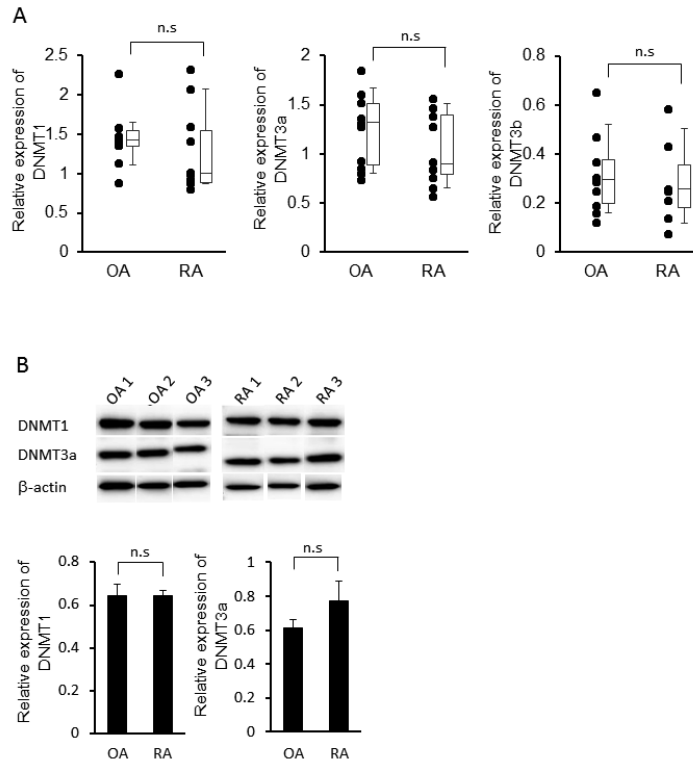 A
n.s
n.s
n.s
Relative expression of
DNMT1
2.5
2
1.5
1
0.5
0
OA RA
Relative expression of
DNMT3a
2
1.5
1
0.5
0
OA RA
Relative expression of
DNMT3b
0.8
0.6
0.4
0.2
0
OA RA
B
OA 1 OA 2 OA 3 RA 1 RA 2 RA 3
DNMT1
DNMT3a
β-actin
n.s
Relative expression of
DNMT1
0.8
0.6
0.4
0.2
0
OA RA
n.s
Relative expression of
DNMT3a
1
0.8
0.6
0.4
0.2
0
OA RA